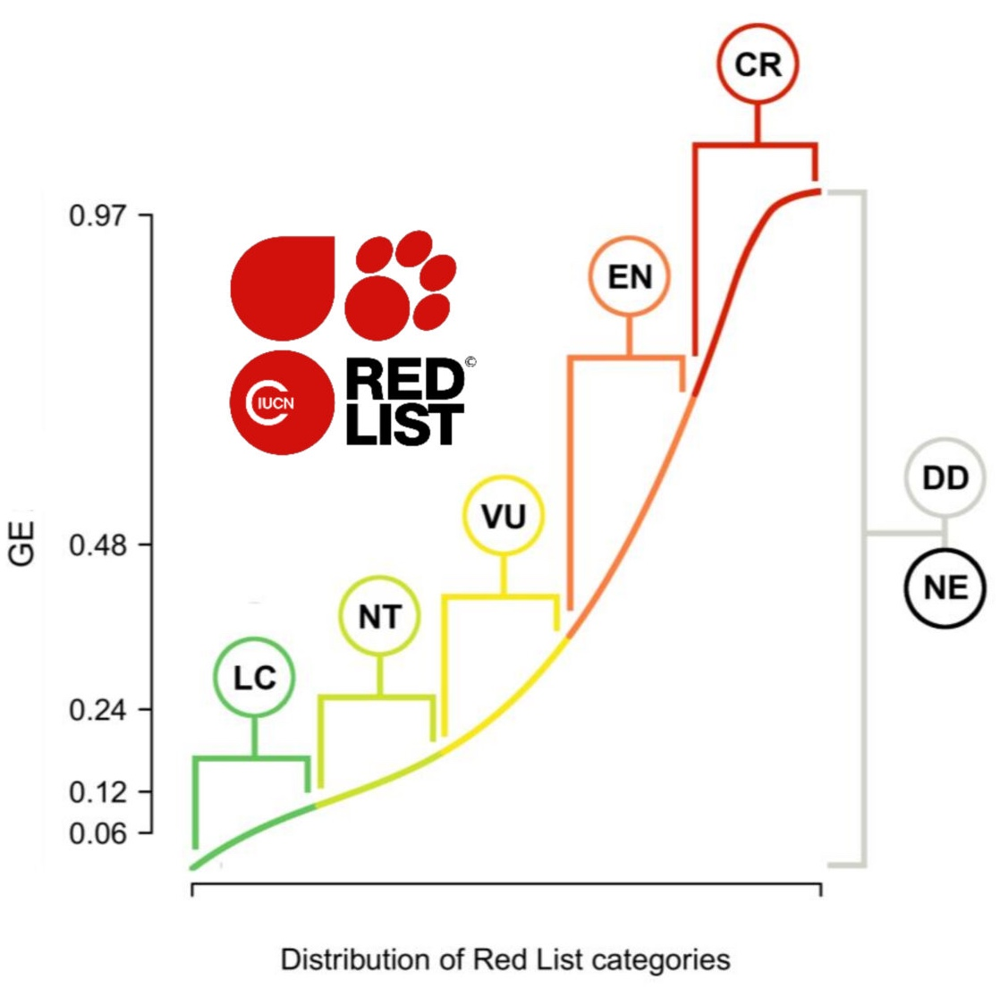 CR
0.97
EN
RED©
LIST
IUCN
DD
VU
GE
0.48
NE
NT
LC
0.24
0.12
0.06
Distribution of Red List categories